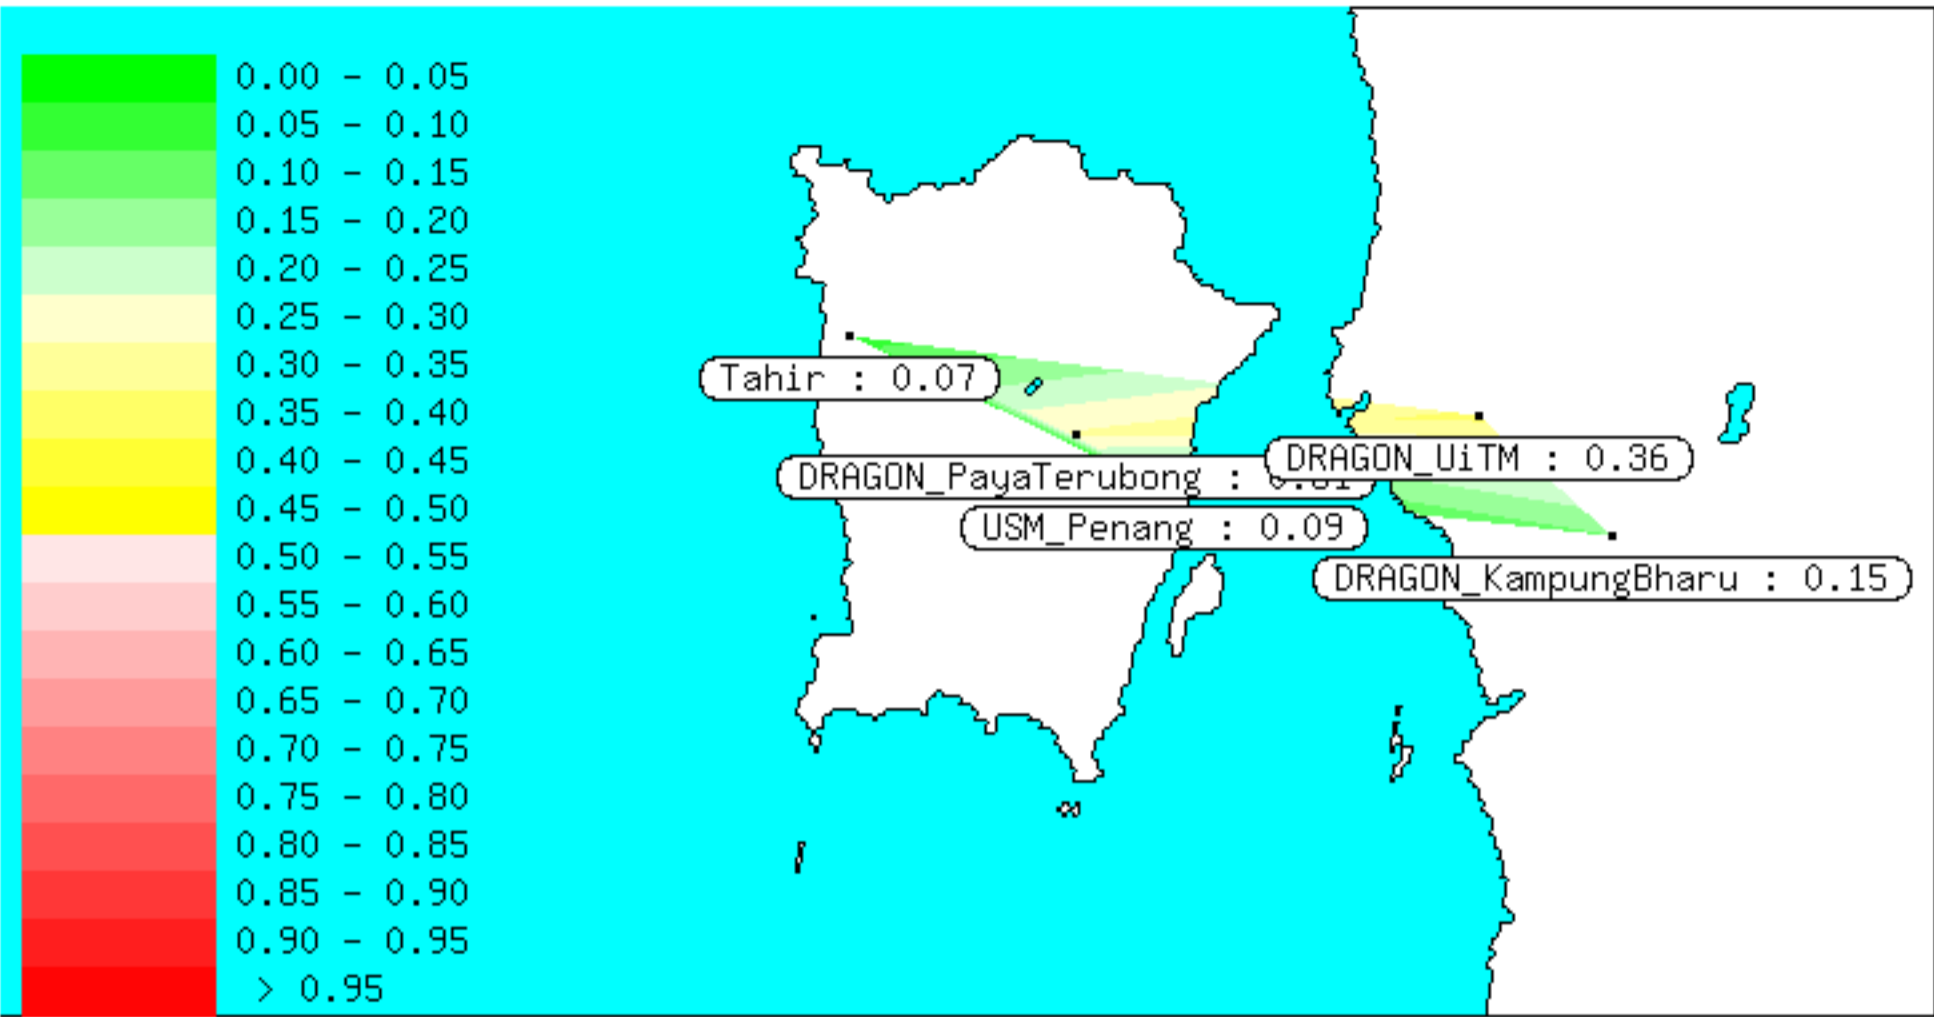 0.00 - 0.05
0.05 - 0.10
0.10 - 0.15
0.15 - 0.20
0.20 - 0.25
0.25 - 0.30
0.30 - 0.35
0.35 - 0.40
0.40 - 0.45
0.45 - 0.50
0.50 - 0.55
0.55 - 0.60
0.60 - 0.65
0.65 - 0.70
0.70 - 0.75
0.75 - 0.80
0.80 - 0.85
0.85 - 0.90
0.90 - 0.95
> 0.95
Tahir : 0.07
DRAGON_UiTM : 0.36
DRAGON_PayaTerubong :
USM_Penang : 0.09
DRAGON_KampungBharu : 0.15